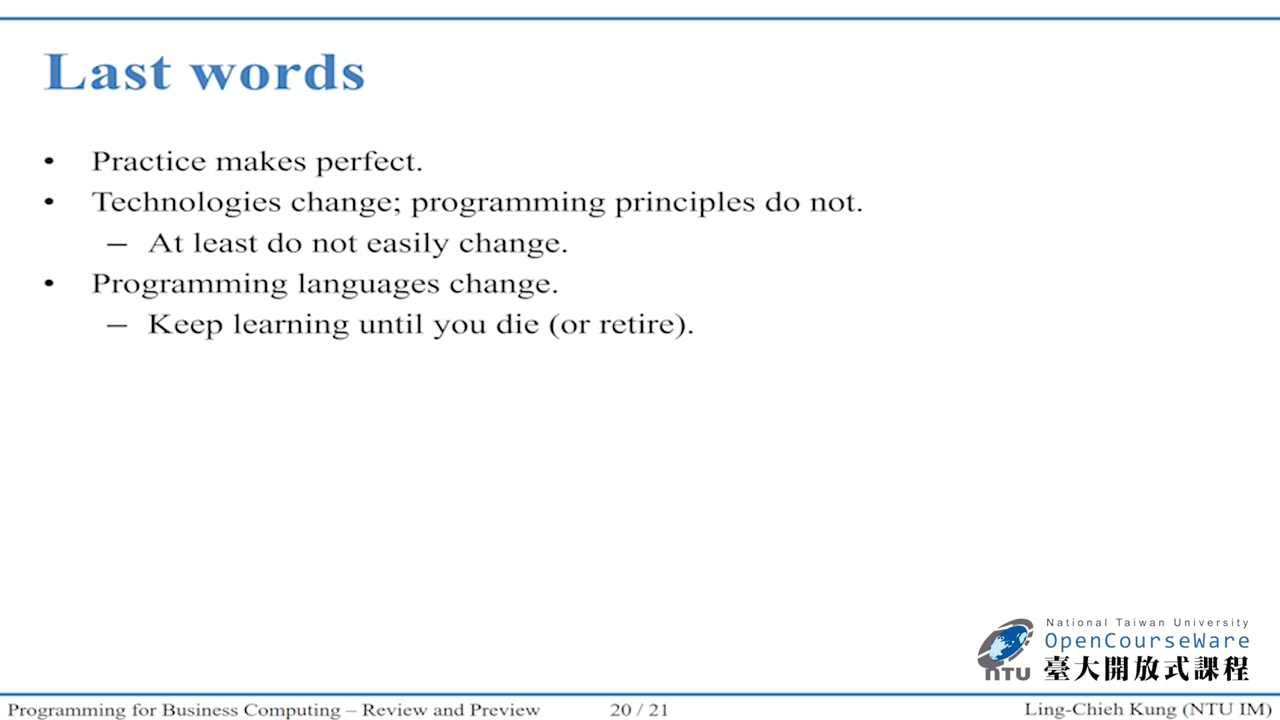 Last words
• Practice makes perfect.
• Technologies change; programming principles do not.
– At least do not easily change.
• Programming languages change.
– Keep learning until you die (or retire).
National Taiwan University
OpenCourseWare
臺大開放式課程
NTU
Programming for Business Computing – Review and Preview
20 / 21
Ling-Chieh Kung (NTU IM)